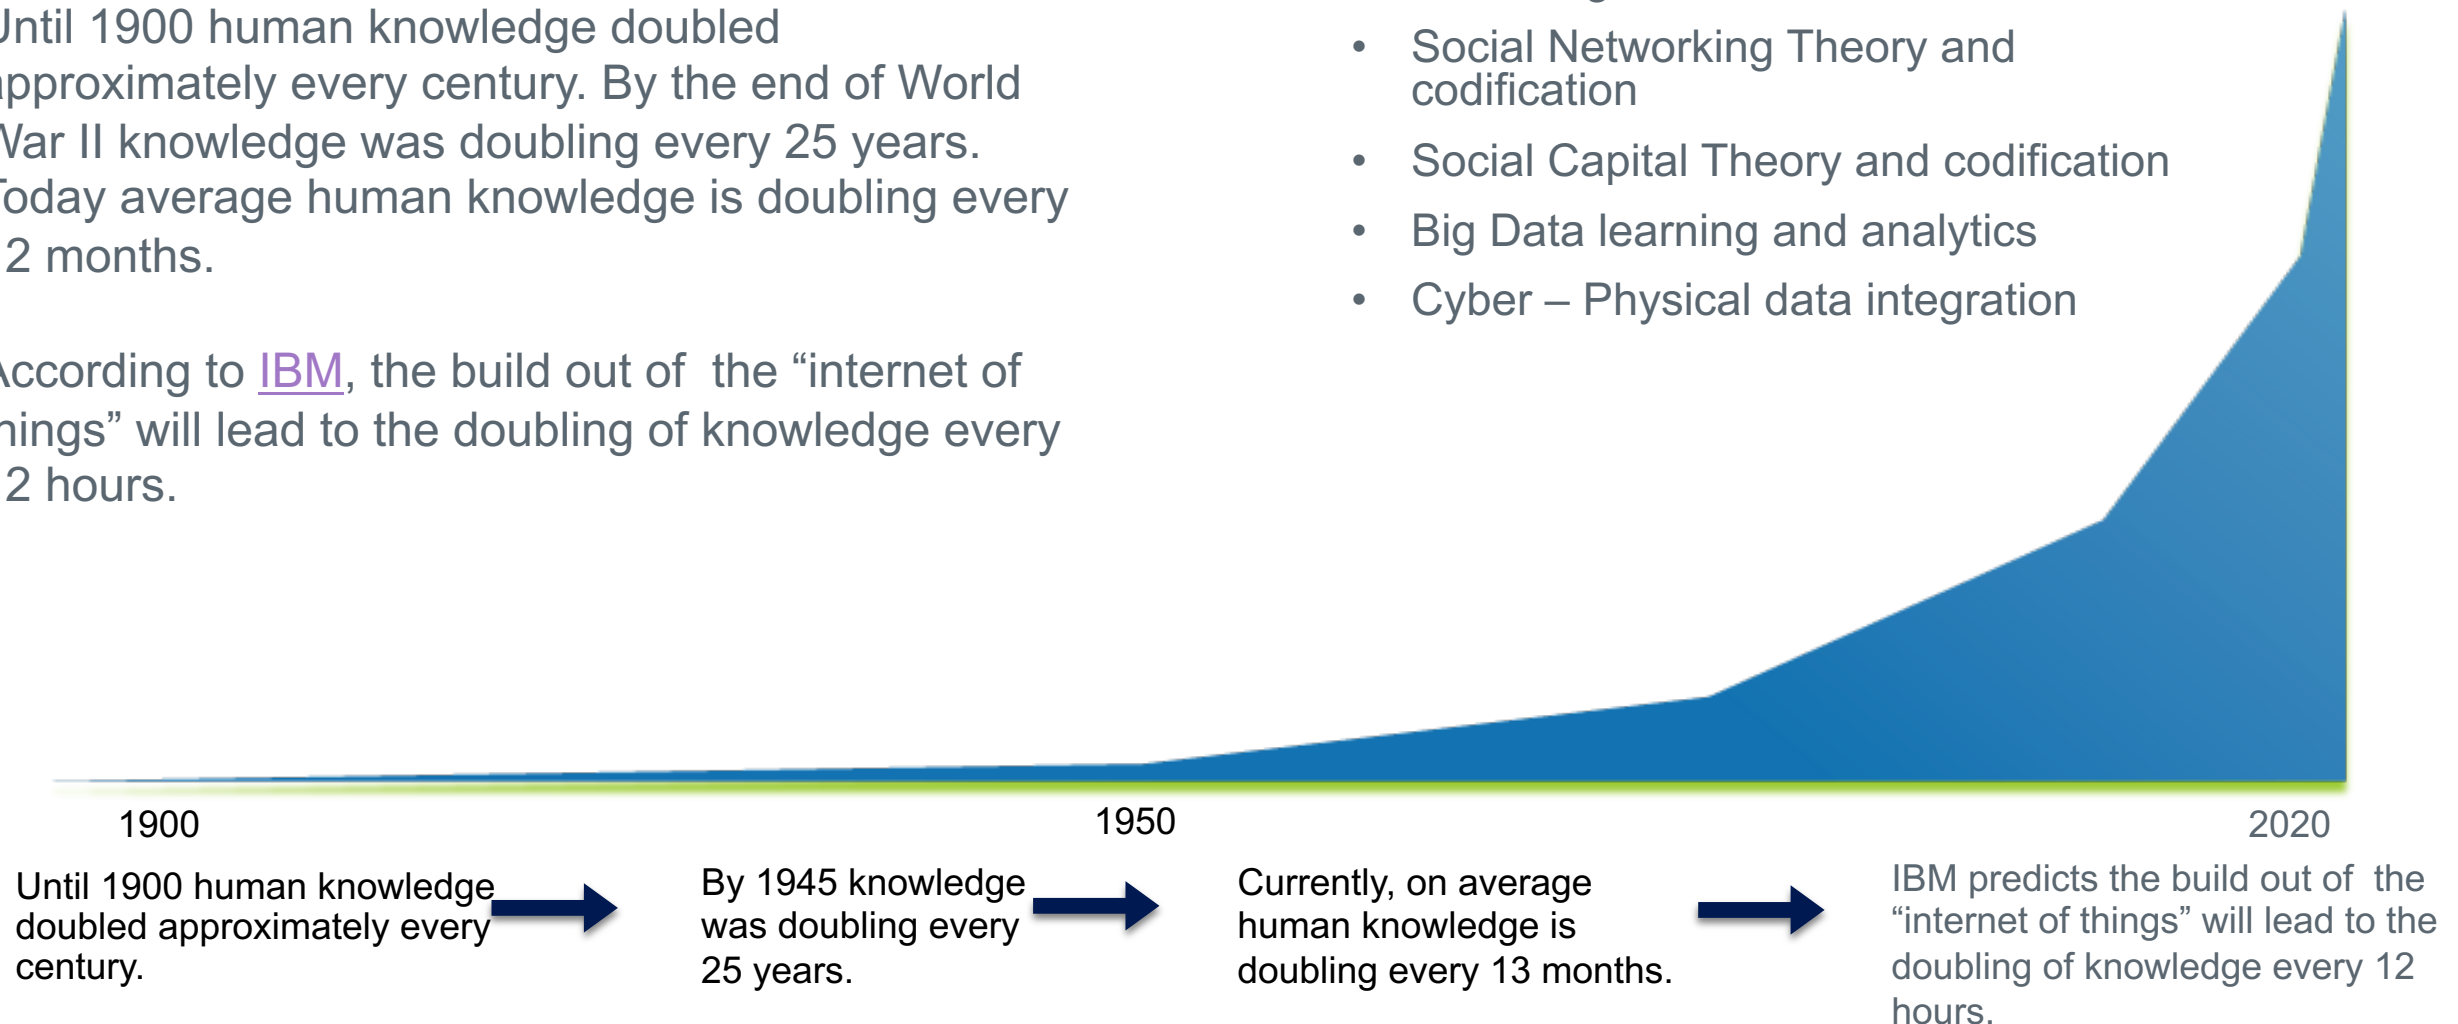 Until 1900 human knowledge doubled
approximately every century. By the end of World
War II knowledge was doubling every 25 years.
Today average human knowledge is doubling every
2 months.
According to IBM, the build out of the “internet of
things” will lead to the doubling of knowledge every
2 hours.
• Social Networking Theory and
codification
• Social Capital Theory and codification
• Big Data learning and analytics
• Cyber – Physical data integration
1900
1950
2020
Until 1900 human knowledge
doubled approximately every
century.
By 1945 knowledge
was doubling every
25 years.
Currently, on average
human knowledge is
doubling every 13 months.
IBM predicts the build out of the
“internet of things” will lead to the
doubling of knowledge every 12
hours.